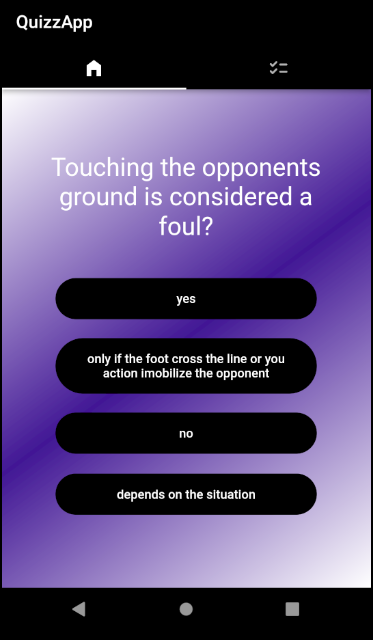 QuizzApp
Touching the opponents
ground is considered a
foul?
yes
only if the foot cross the line or you
action imobilize the opponent
no
depends on the situation